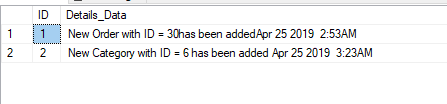 ID Details_Data
1 1 New Order with ID = 30has been addedApr 25 2019  2:53AM
2 2 New Category with ID = 6 has been added Apr 25 2019  3:23AM